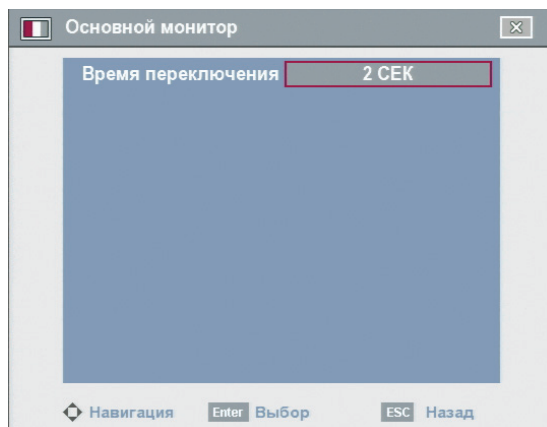 Основной монитор
Время переключения 2 СЕК
Навигация Enter Выбор ESC Назад